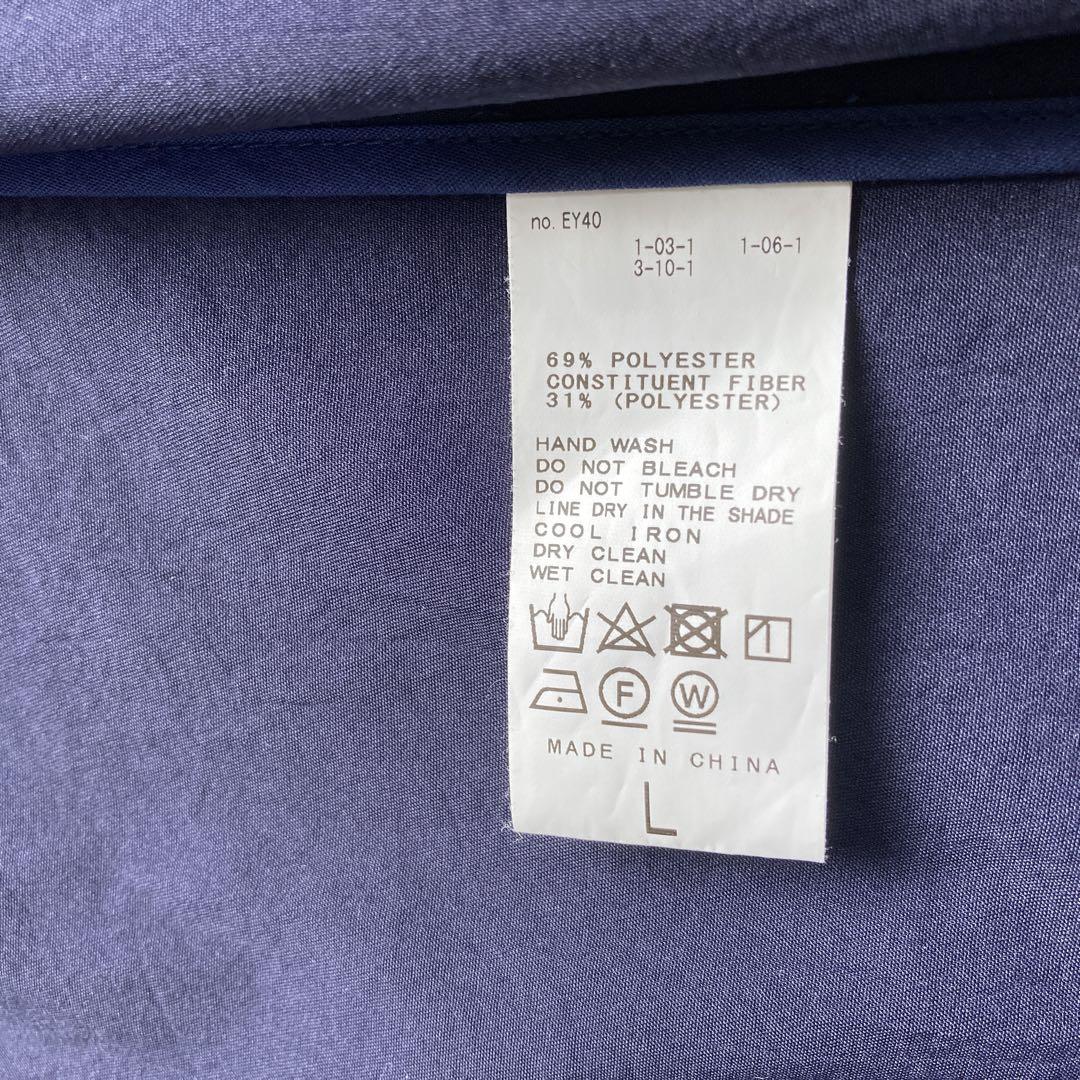 no. EY40
1-03-1 1-06-1
3-10-1
69% POLYESTER
CONSTITUENT FIBER
31% (POLYESTER)
HAND WASH
DO NOT BLEACH
DO NOT TUMBLE DRY
LINE DRY IN THE SHADE
COOL IRON
DRY CLEAN
WET CLEAN
F W
MADE IN CHINA
L